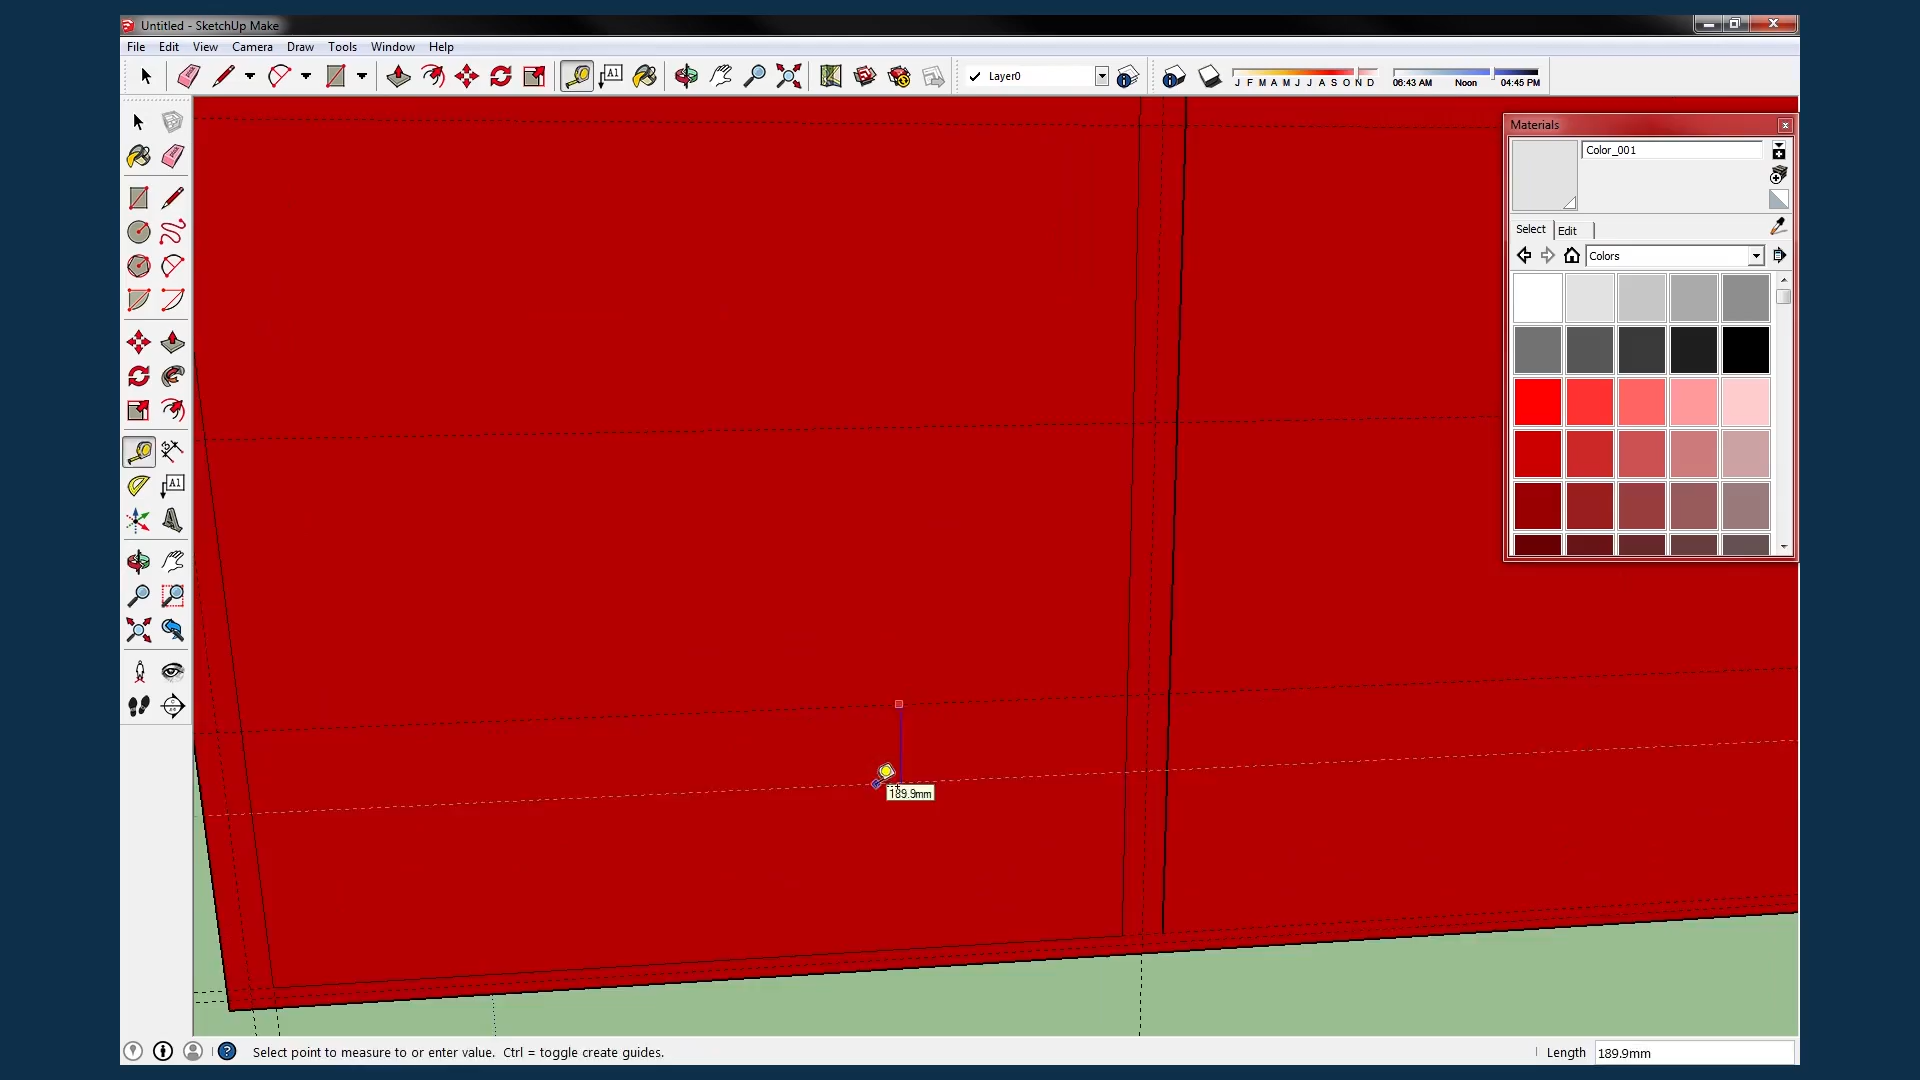 Untitled - SketchUp Make
File Edit View Camera Draw Tools Window Help
A1
Layer0
J F M A M J J A S O N D
06:43 AM Noon 04:45 PM
Materials
Color_001
Select Edit
Colors
A1
189.9mm
Select point to measure to or enter value. Ctrl = toggle create guides.
Length 189.9mm